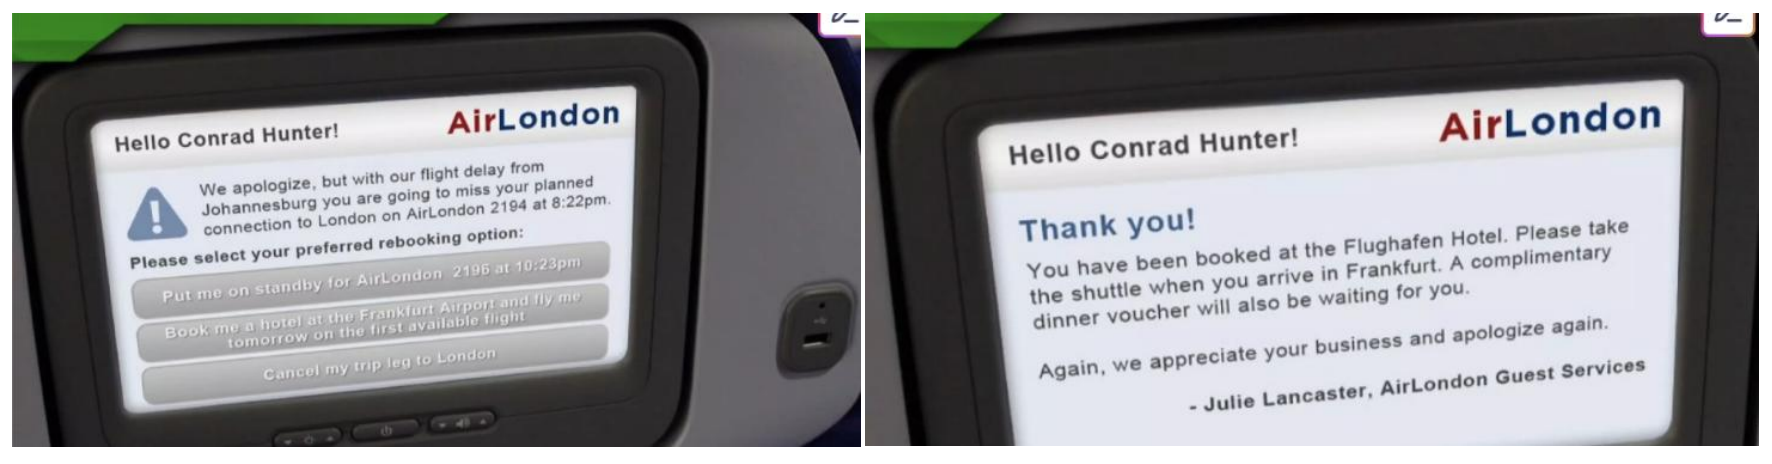 Hello Conrad Hunter!
AirLondon
We apologize, but with our flight delay from
Johannesburg you are going to miss your planned
connection to London on AirLondon 2194 at 8:22pm.
Please select your preferred rebooking option:
Put me on standby for AirLondon 2196 at 10:23pm
Book me a hotel at the Frankfurt Airport and fly me
tomorrow on the first available flight
Cancel my trip leg to London
Hello Conrad Hunter!
AirLondon
Thank you!
You have been booked at the Flughafen Hotel. Please take
the shuttle when you arrive in Frankfurt. A complimentary
dinner voucher will also be waiting for you.
Again, we appreciate your business and apologize again.
- Julie Lancaster, AirLondon Guest Services